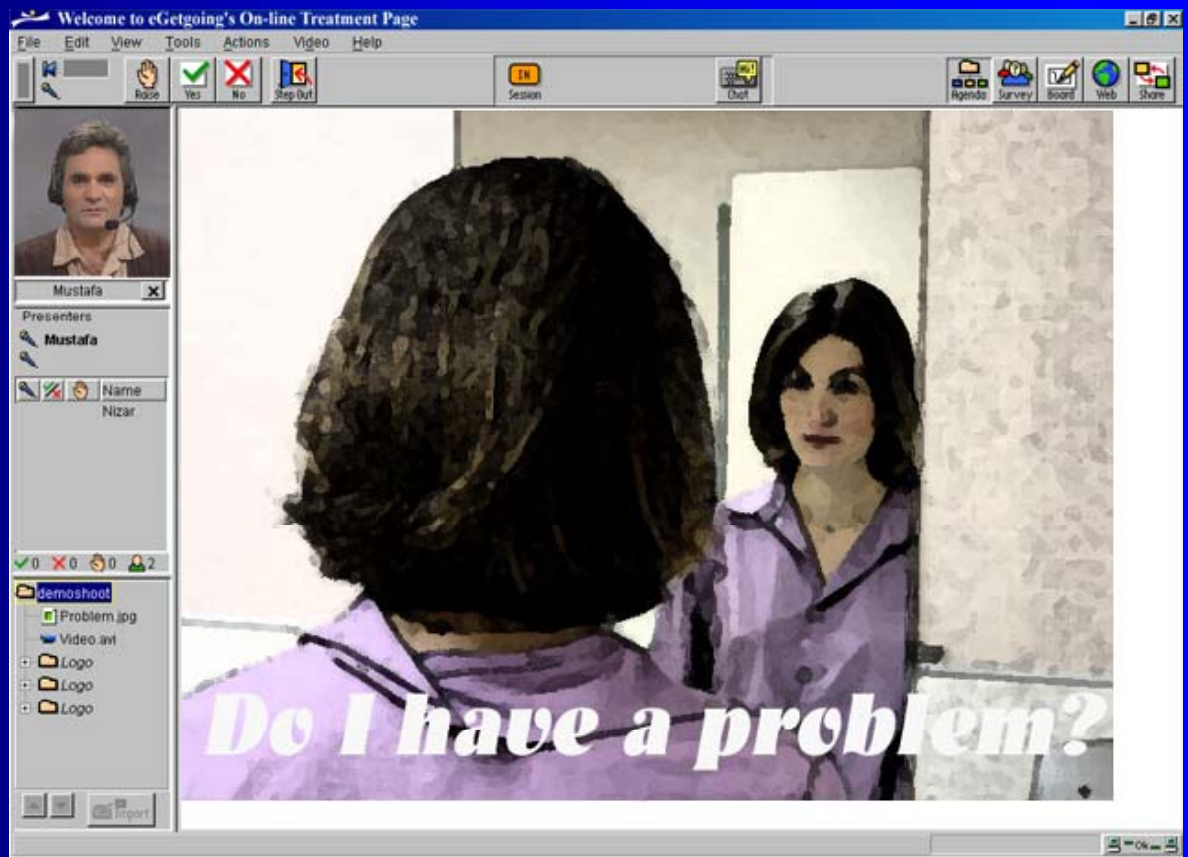 Welcome to eGetgoing's On-line Treatment Page
File Edit View Tools Actions Video Help
Raise Yes No Step Out IN Session Hi! Chat Agenda Survey Board Web Share
Mustafa
Presenters
Mustafa
Name
Nizar
0 0 0 2
demoshoot
Problem.jpg
Video.avi
Logo
Logo
Logo
Import
Do I have a problem?
Ok